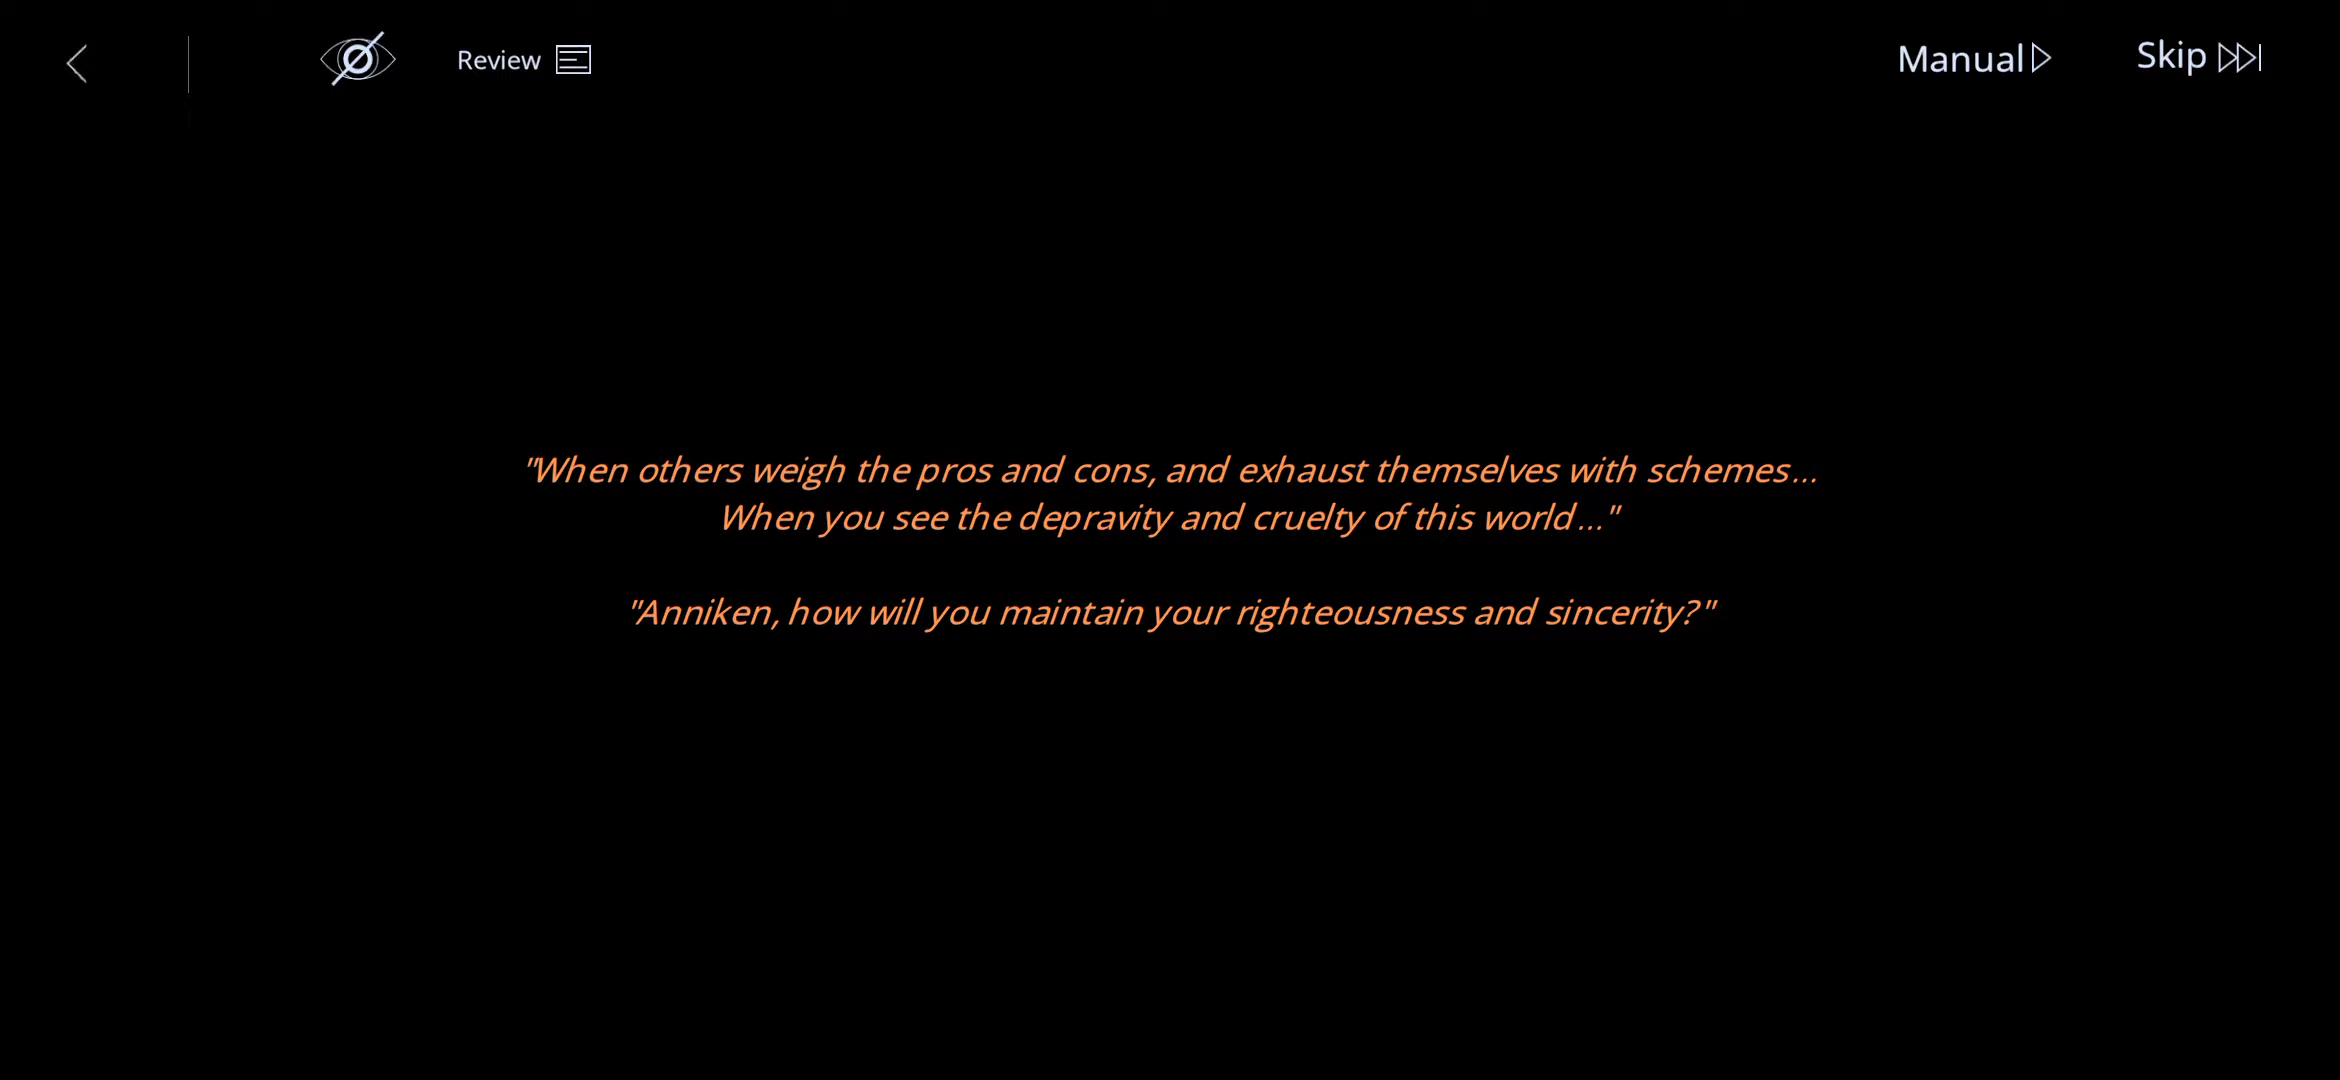 Review
Manual
Skip
"When others weigh the pros and cons, and exhaust themselves with schemes...
When you see the depravity and cruelty of this world..."
"Anniken, how will you maintain your righteousness and sincerity?"